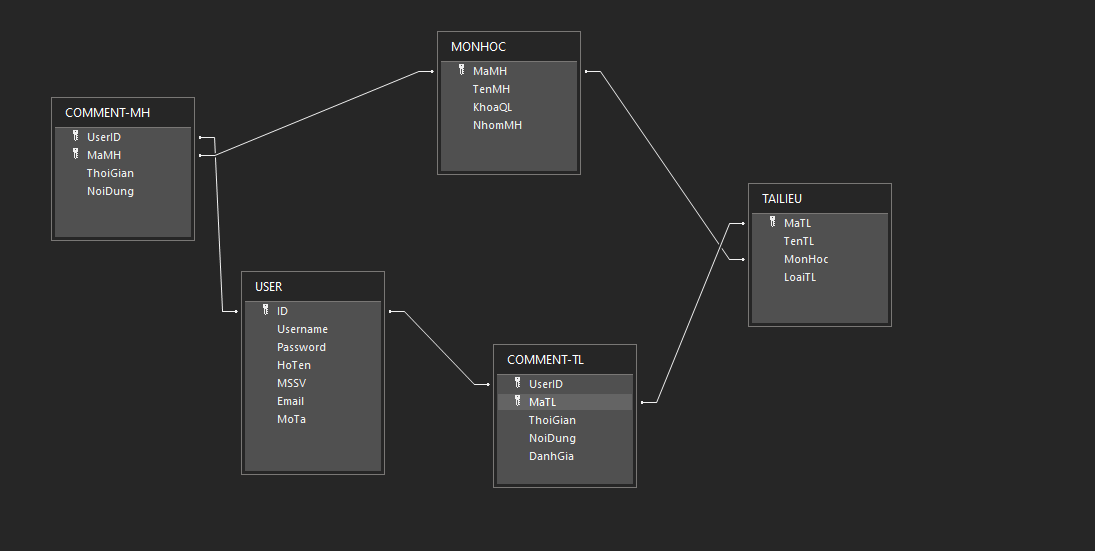 COMMENT-MH
UserID
MaMH
ThoiGian
NoiDung
MONHOC
MaMH
TenMH
KhoaQL
NhomMH
TAILIEU
MaTL
TenTL
MonHoc
LoaiTL
USER
ID
Username
Password
HoTen
MSSV
Email
MoTa
COMMENT-TL
UserID
MaTL
ThoiGian
NoiDung
DanhGia